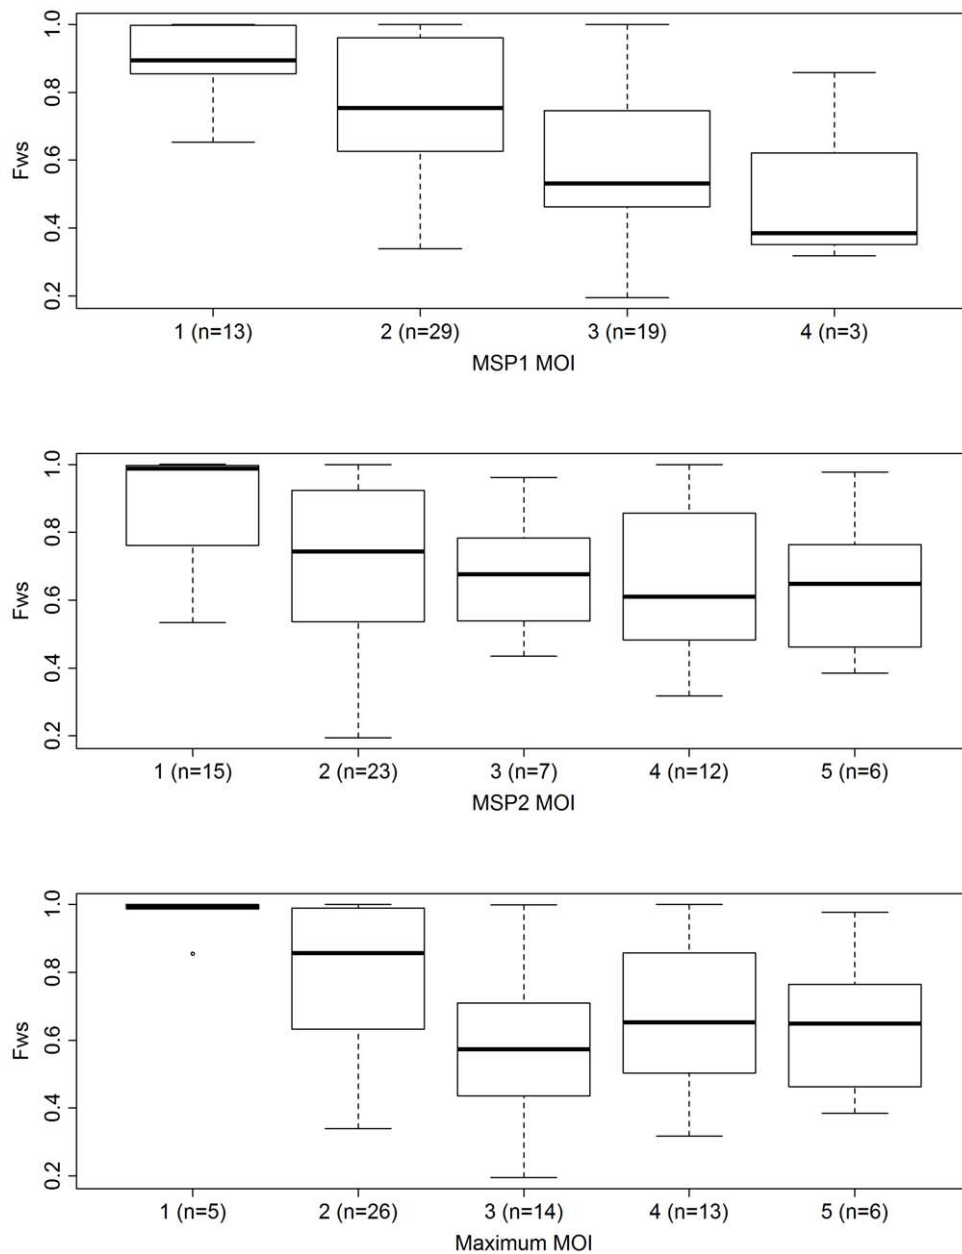 Fws
1.0
0.8
0.6
0.4
0.2
1 (n=13) 2 (n=29) 3 (n=19) 4 (n=3)
MSP1 MOI
Fws
1.0
0.8
0.6
0.4
0.2
1 (n=15) 2 (n=23) 3 (n=7) 4 (n=12) 5 (n=6)
MSP2 MOI
Fws
1.0
0.8
0.6
0.4
0.2
1 (n=5) 2 (n=26) 3 (n=14) 4 (n=13) 5 (n=6)
Maximum MOI